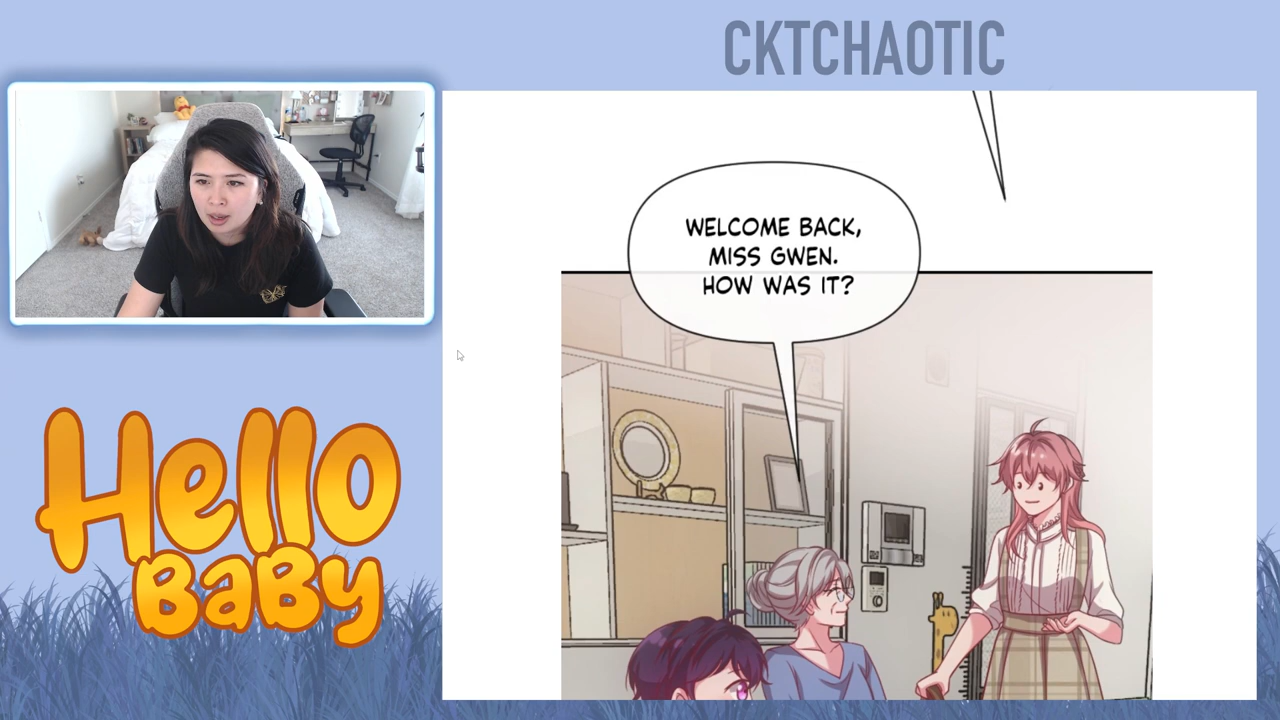 CKTCHAOTIC
WELCOME BACK,
MISS GWEN.
HOW WAS IT?
Hello
BaBy